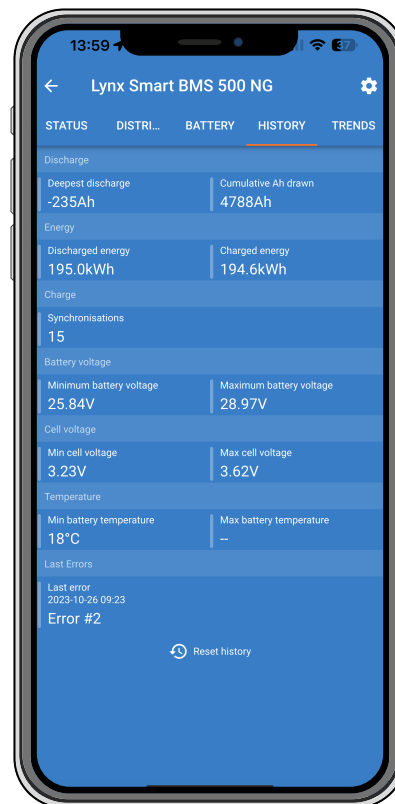 13:59
37
Lynx Smart BMS 500 NG
STATUS DISTRI... BATTERY HISTORY TRENDS
Discharge
Deepest discharge Cumulative Ah drawn
-235Ah 4788Ah
Energy
Discharged energy Charged energy
195.0kWh 194.6kWh
Charge
Synchronisations
15
Battery voltage
Minimum battery voltage Maximum battery voltage
25.84V 28.97V
Cell voltage
Min cell voltage Max cell voltage
3.23V 3.62V
Temperature
Min battery temperature Max battery temperature
18°C --
Last Errors
Last error
2023-10-26 09:23
Error #2
Reset history